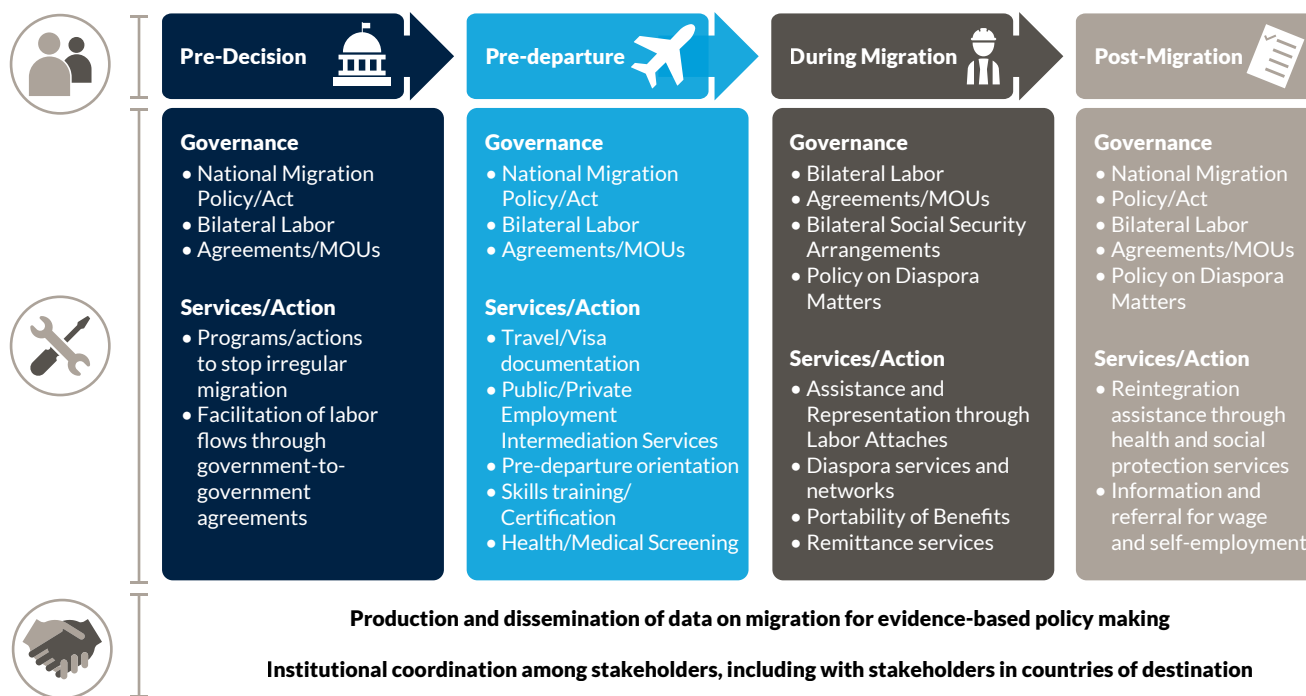 Pre-Decision
Pre-departure
During Migration
Post-Migration
Governance
• National Migration
Policy/Act
• Bilateral Labor
• Agreements/MOUs
Services/Action
• Programs/actions
to stop irregular
migration
• Facilitation of labor
flows through
government-to-
government
agreements
Governance
• National Migration
Policy/Act
• Bilateral Labor
• Agreements/MOUs
Services/Action
• Travel/Visa
documentation
• Public/Private
Employment
Intermediation Services
• Pre-departure orientation
• Skills training/
Certification
• Health/Medical Screening
Governance
• Bilateral Labor
• Agreements/MOUs
• Bilateral Social Security
Arrangements
• Policy on Diaspora
Matters
Services/Action
• Assistance and
Representation through
Labor Attaches
• Diaspora services and
networks
• Portability of Benefits
• Remittance services
Governance
• National Migration
• Policy/Act
• Bilateral Labor
• Agreements/MOUs
• Policy on Diaspora
Matters
Services/Action
• Reintegration
assistance through
health and social
protection services
• Information and
referral for wage
and self-employment
Production and dissemination of data on migration for evidence-based policy making
Institutional coordination among stakeholders, including with stakeholders in countries of destination